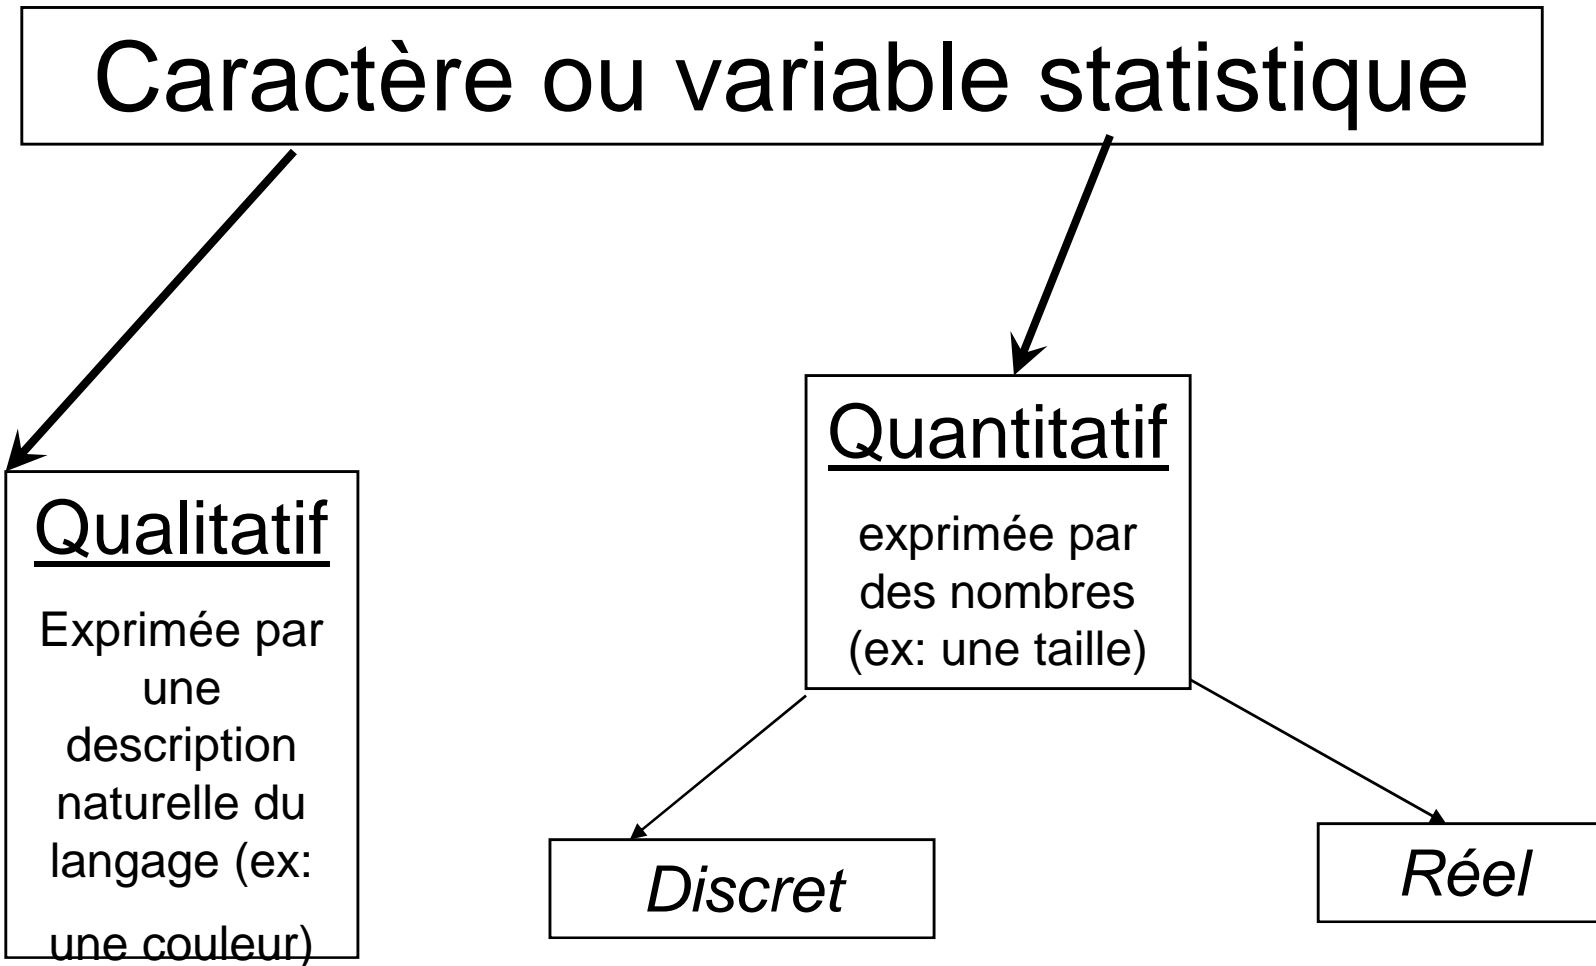 Caractère ou variable statistique
Qualitatif
Exprimée par
une
description
naturelle du
langage (ex:
une couleur)
Quantitatif
exprimée par
des nombres
(ex: une taille)
Discret
Réel